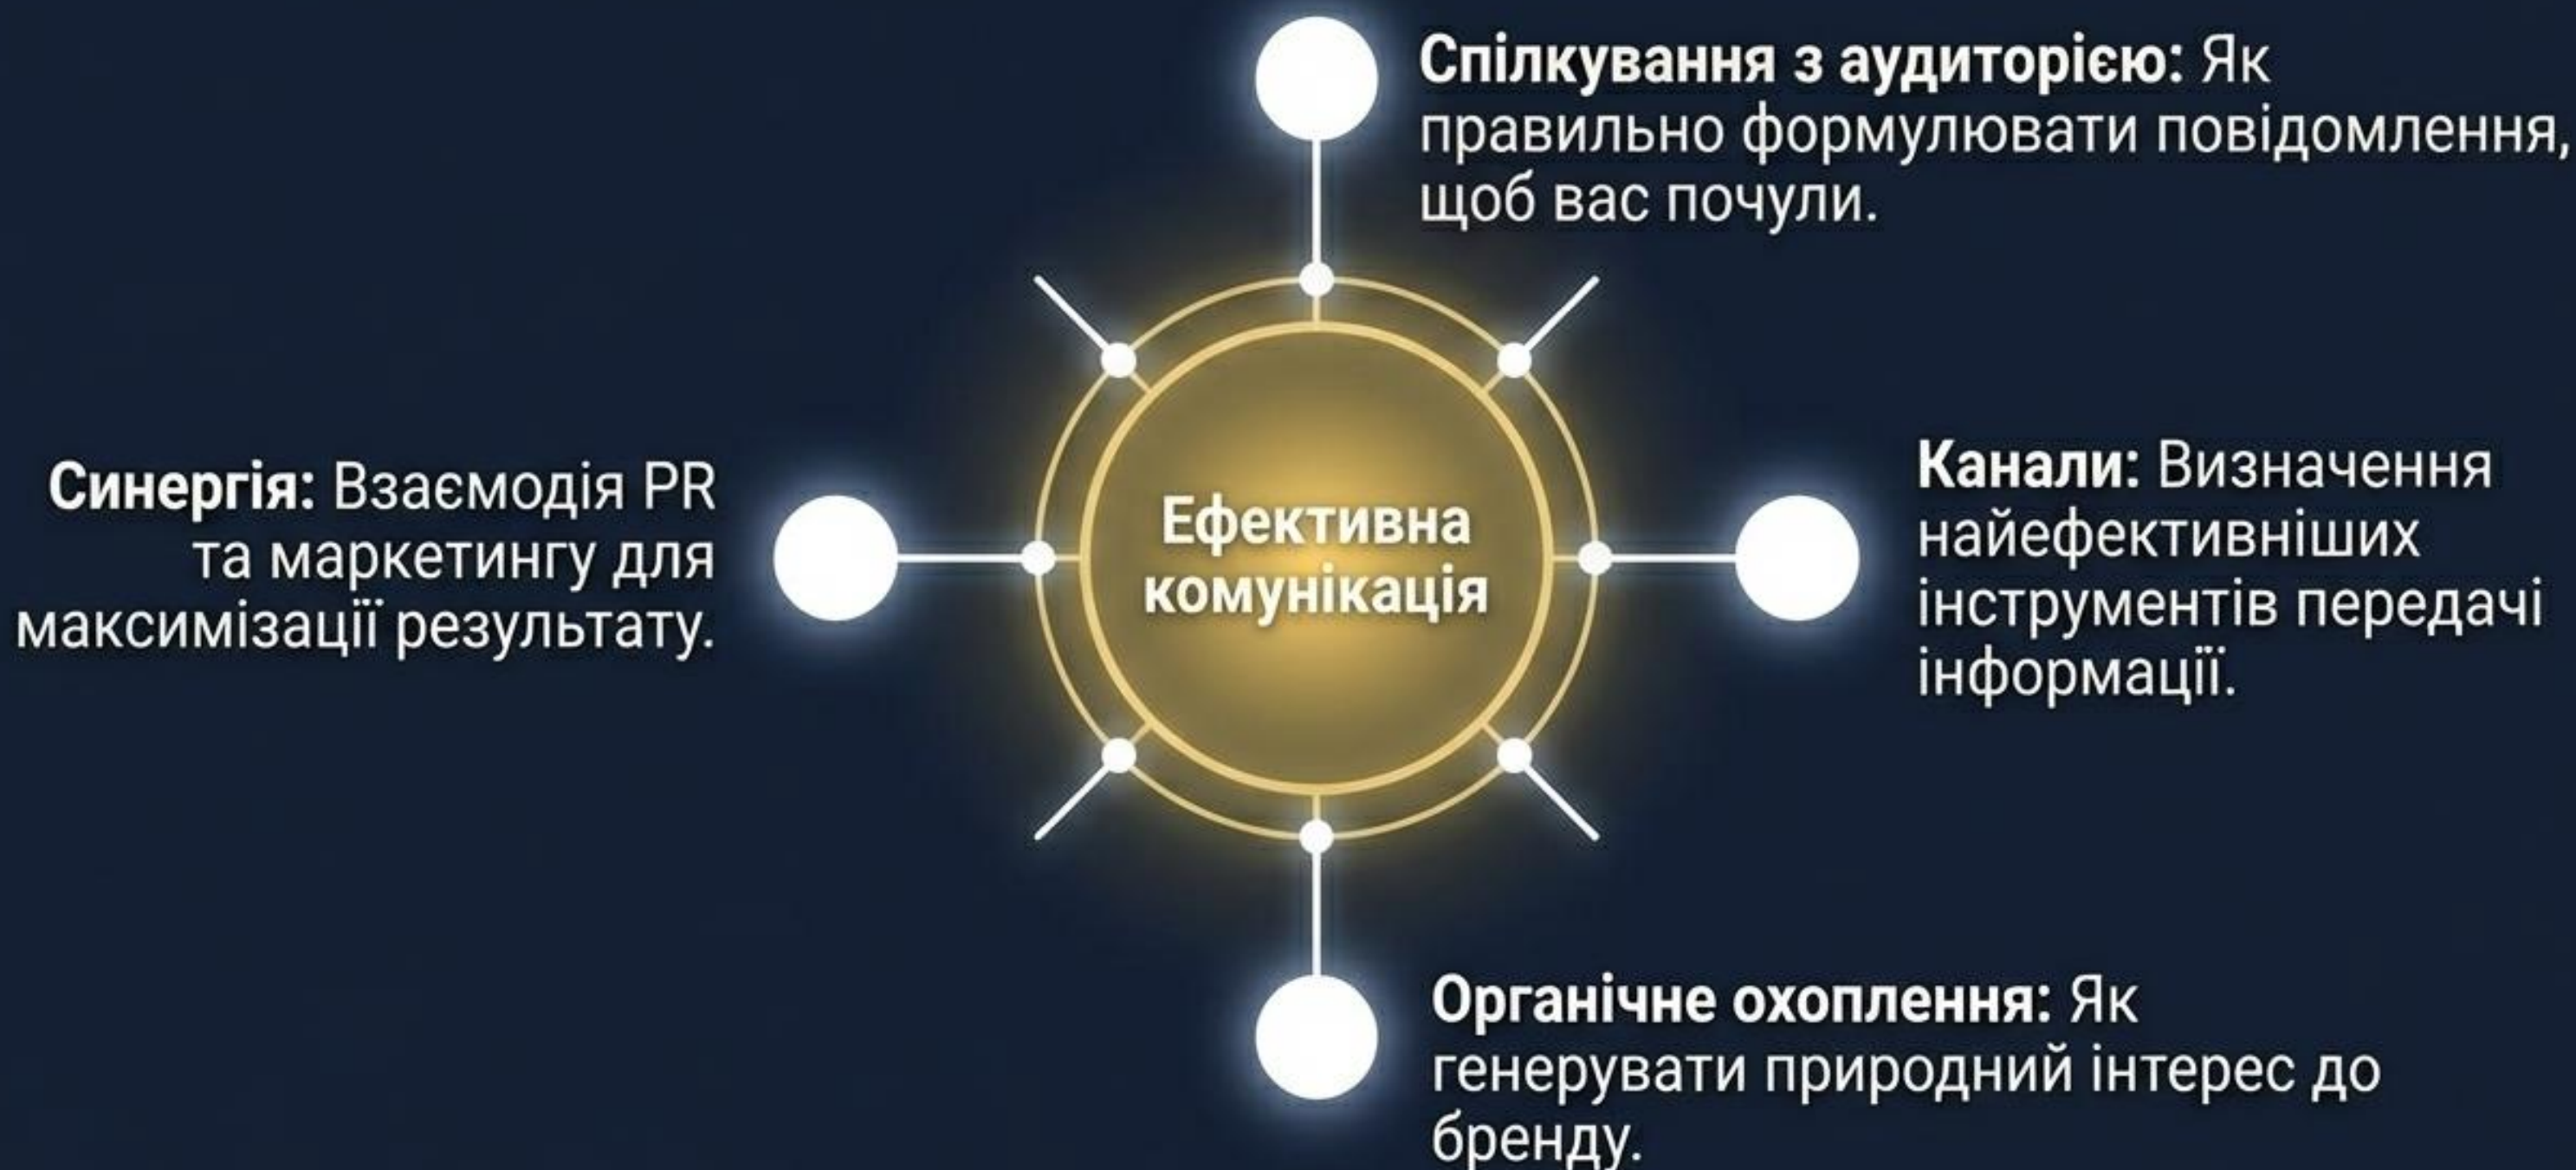 Спілкування з аудиторією: Як
правильно формулювати повідомлення,
щоб вас почули.
Синергія: Взаємодія PR
та маркетингу для
максимізації результату.
Ефективна
комунікація
Канали: Визначення
найефективніших
інструментів передачі
інформації.
Органічне охоплення: Як
генерувати природний інтерес до
бренду.